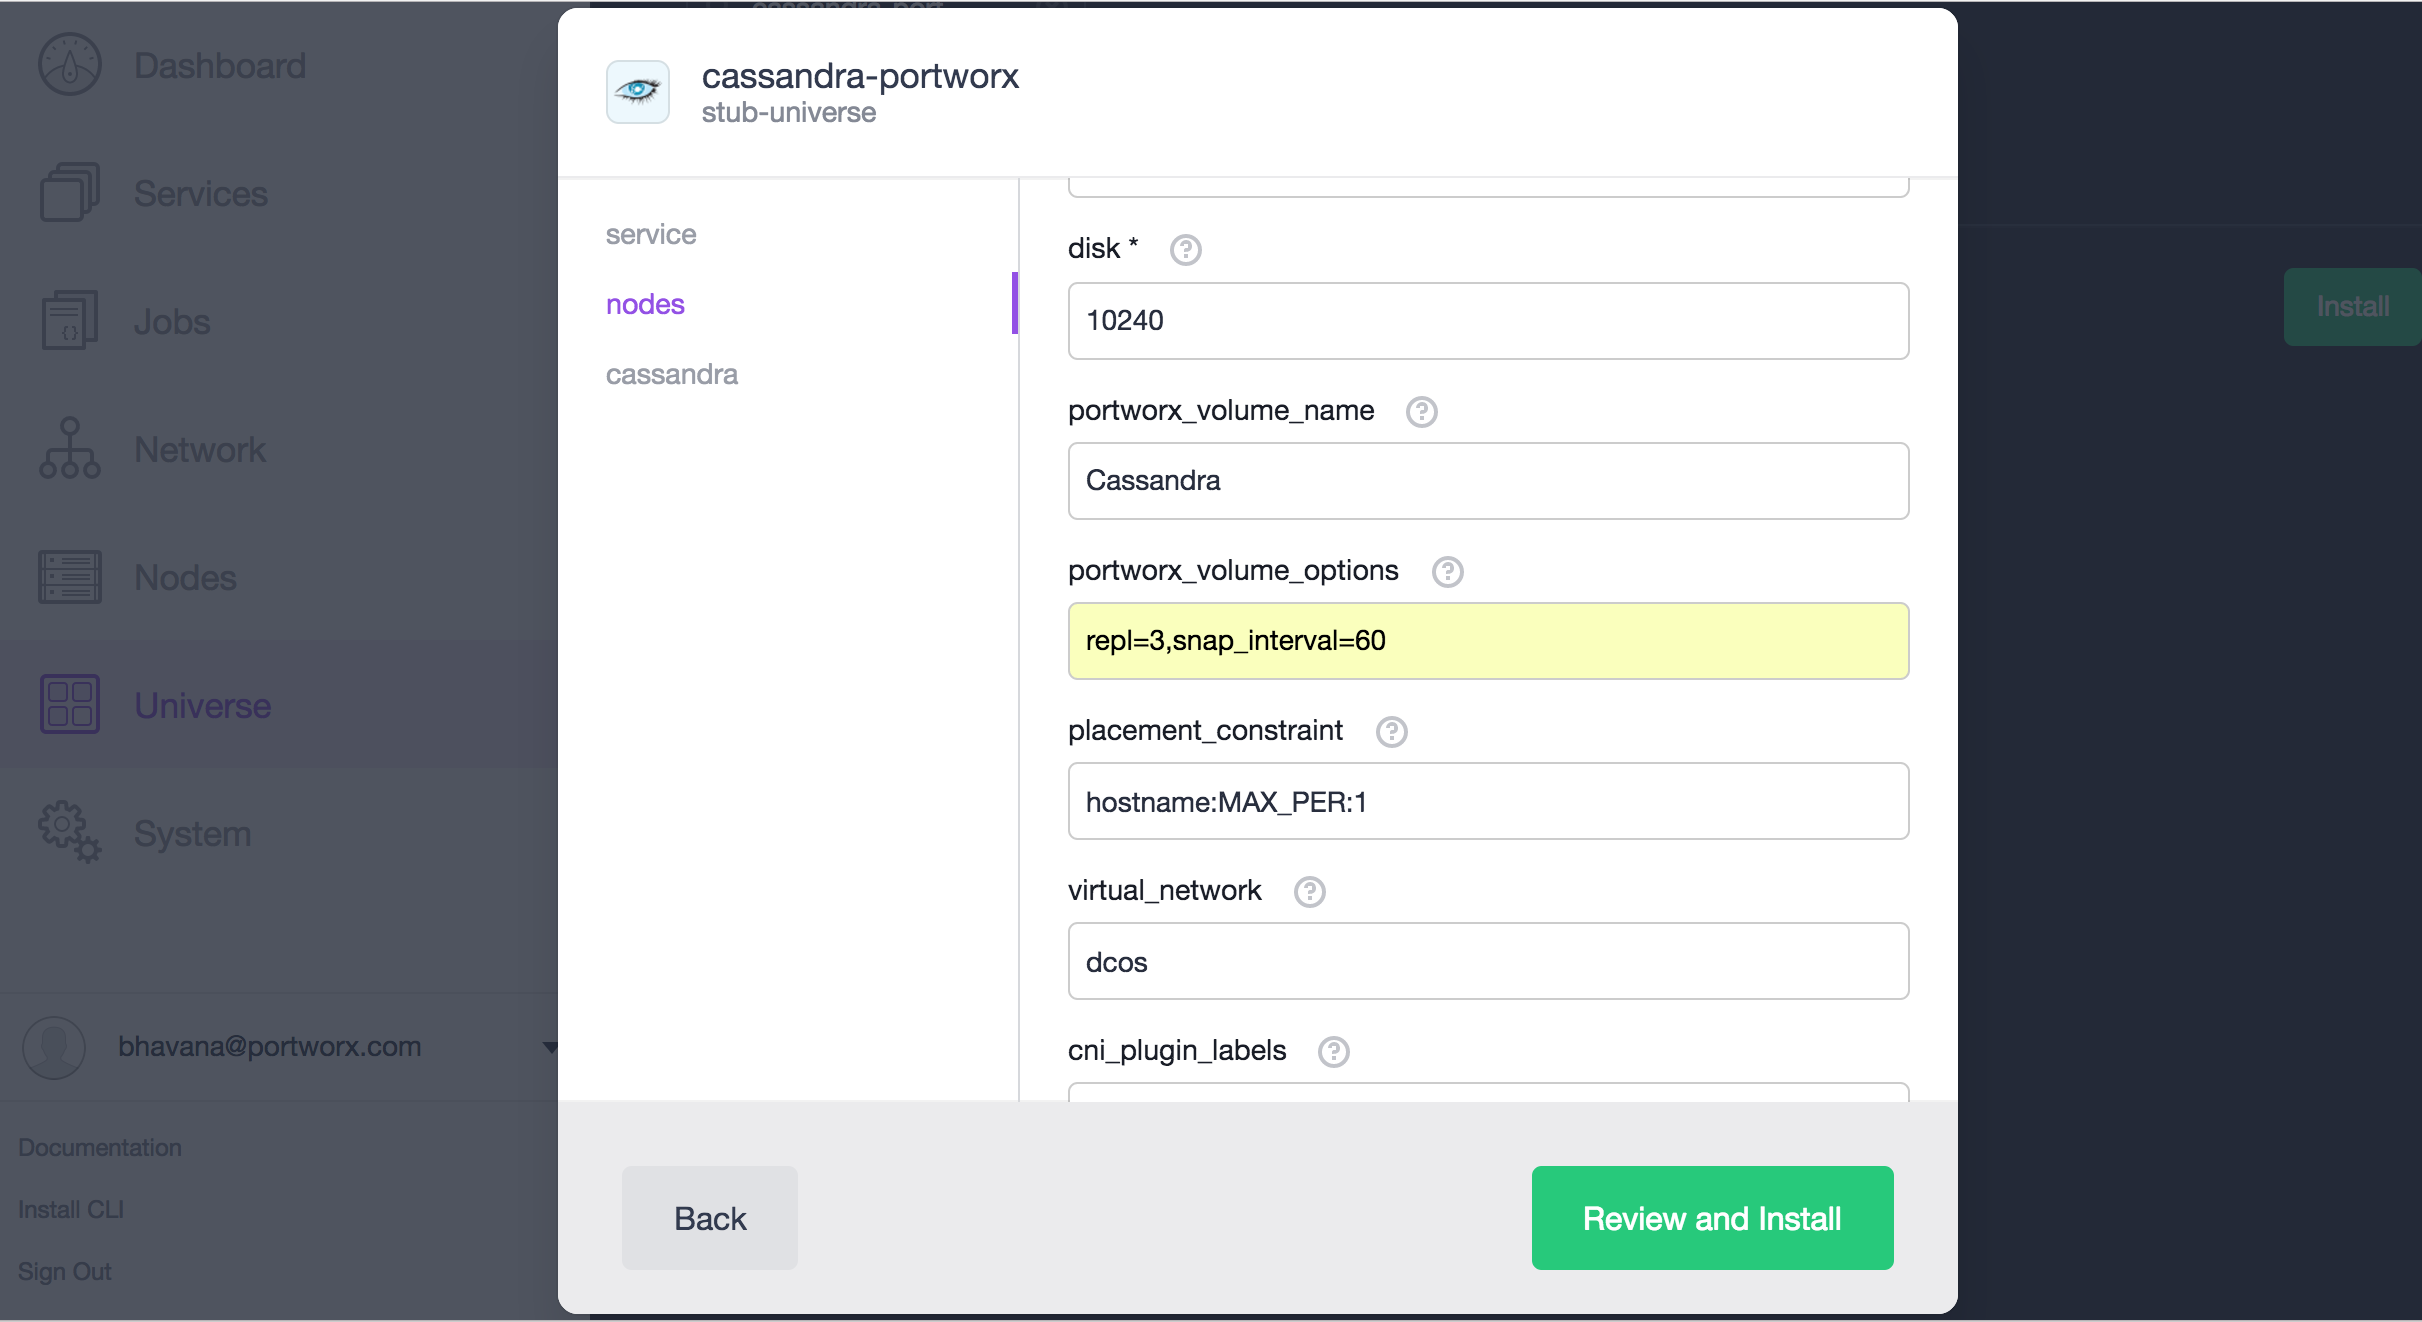 Dashboard
Services
Jobs
Network
Nodes
Universe
System
bhavana@portworx.com
Documentation
Install CLI
Sign Out
cassandra-portworx
stub-universe
service
nodes
cassandra
disk *
10240
portworx_volume_name
Cassandra
portworx_volume_options
repl=3,snap_interval=60
placement_constraint
hostname:MAX_PER:1
virtual_network
dcos
cni_plugin_labels
Back
Review and Install
Install